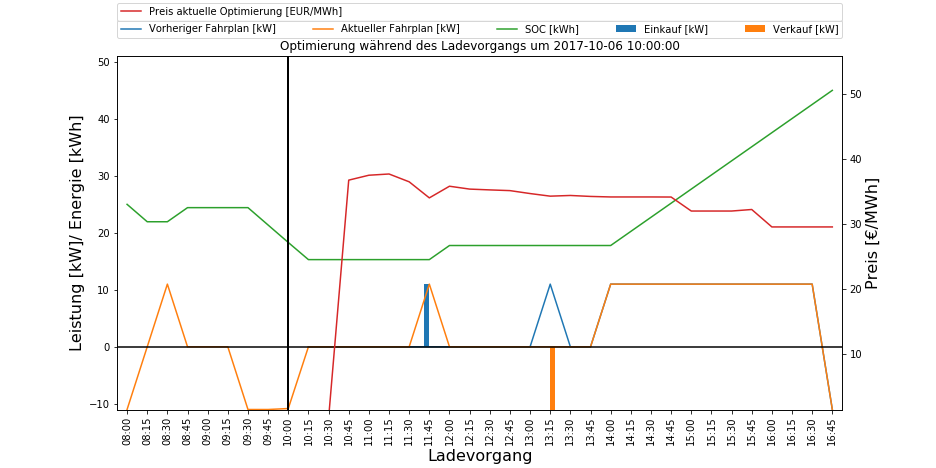 Preis aktuelle Optimierung [EUR/MWh]
Vorheriger Fahrplan [kW] Aktueller Fahrplan [kW] SOC [kWh] Einkauf [kW] Verkauf [kW]
Optimierung während des Ladevorgangs um 2017-10-06 10:00:00
Leistung [kW]/ Energie [kWh]
50
40
30
20
10
0
−10
50
40
30
20
10
Preis [€/MWh]
08:00 08:15 08:30 08:45 09:00 09:15 09:30 09:45 10:00 10:15 10:30 10:45 11:00 11:15 11:30 11:45 12:00 12:15 12:30 12:45 13:00 13:15 13:30 13:45 14:00 14:15 14:30 14:45 15:00 15:15 15:30 15:45 16:00 16:15 16:30 16:45
Ladevorgang